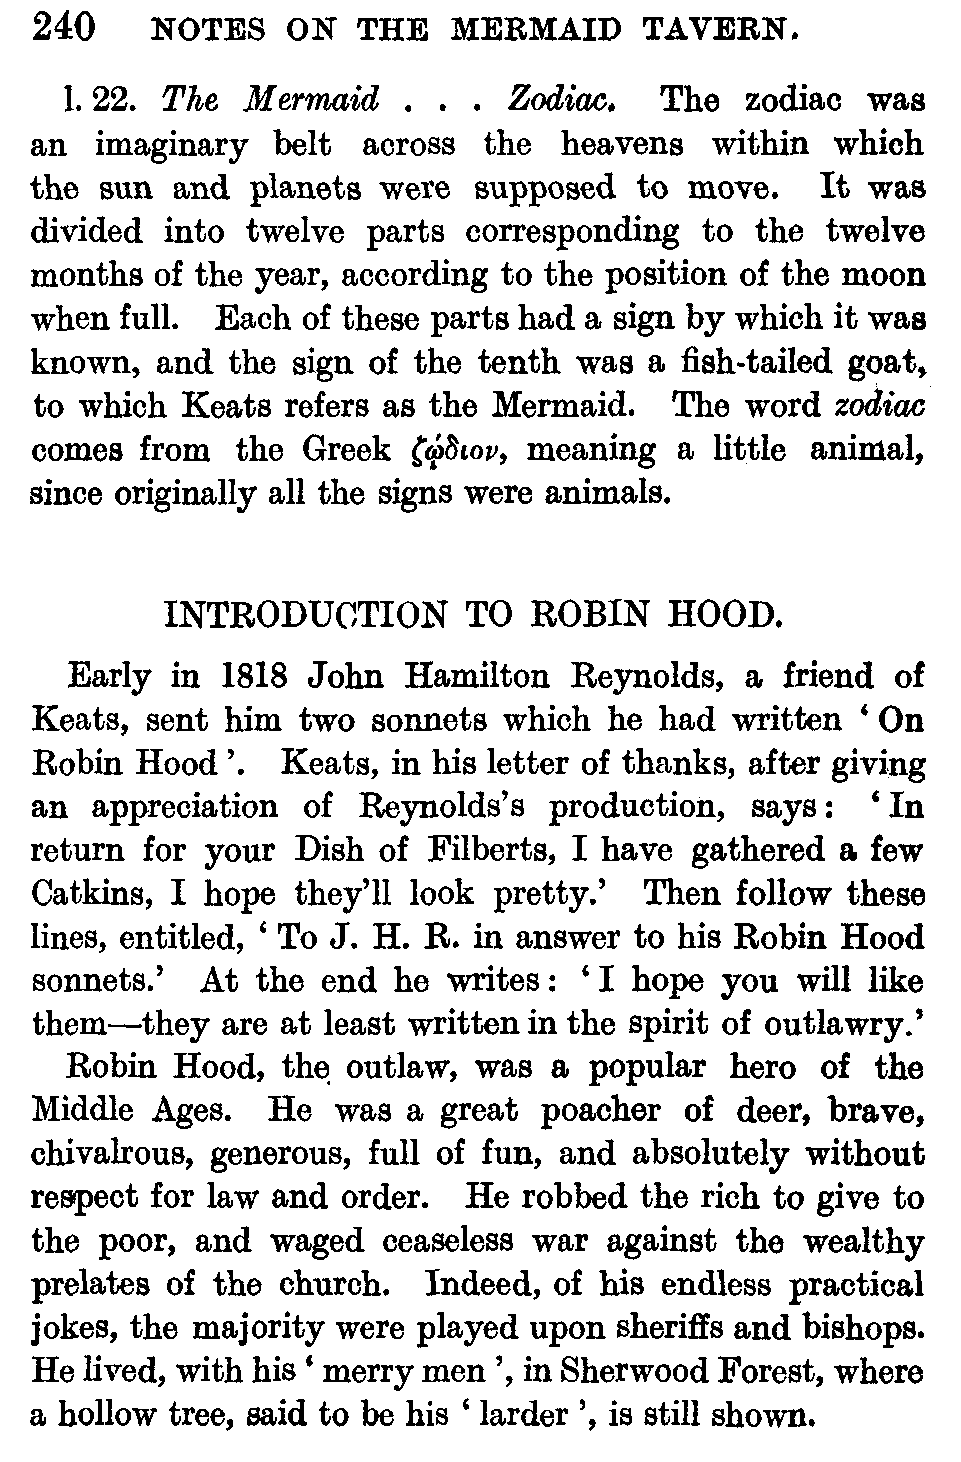 240 NOTES ON THE MERMAID TAVERN.
l. 22. The Mermaid . . . Zodiac. The zodiac was
an imaginary belt across the heavens within which
the sun and planets were supposed to move. It was
divided into twelve parts corresponding to the twelve
months of the year, according to the position of the moon
when full. Each of these parts had a sign by which it was
known, and the sign of the tenth was a fish-tailed goat,
to which Keats refers as the Mermaid. The word zodiac
comes from the Greek ζῴδιον, meaning a little animal,
since originally all the signs were animals.
INTRODUCTION TO ROBIN HOOD.
Early in 1818 John Hamilton Reynolds, a friend of
Keats, sent him two sonnets which he had written ‘ On
Robin Hood ’. Keats, in his letter of thanks, after giving
an appreciation of Reynolds’s production, says : ‘ In
return for your Dish of Filberts, I have gathered a few
Catkins, I hope they’ll look pretty.’ Then follow these
lines, entitled, ‘ To J. H. R. in answer to his Robin Hood
sonnets.’ At the end he writes : ‘ I hope you will like
them—they are at least written in the spirit of outlawry.’
Robin Hood, the outlaw, was a popular hero of the
Middle Ages. He was a great poacher of deer, brave,
chivalrous, generous, full of fun, and absolutely without
respect for law and order. He robbed the rich to give to
the poor, and waged ceaseless war against the wealthy
prelates of the church. Indeed, of his endless practical
jokes, the majority were played upon sheriffs and bishops.
He lived, with his ‘ merry men ’, in Sherwood Forest, where
a hollow tree, said to be his ‘ larder ’, is still shown.